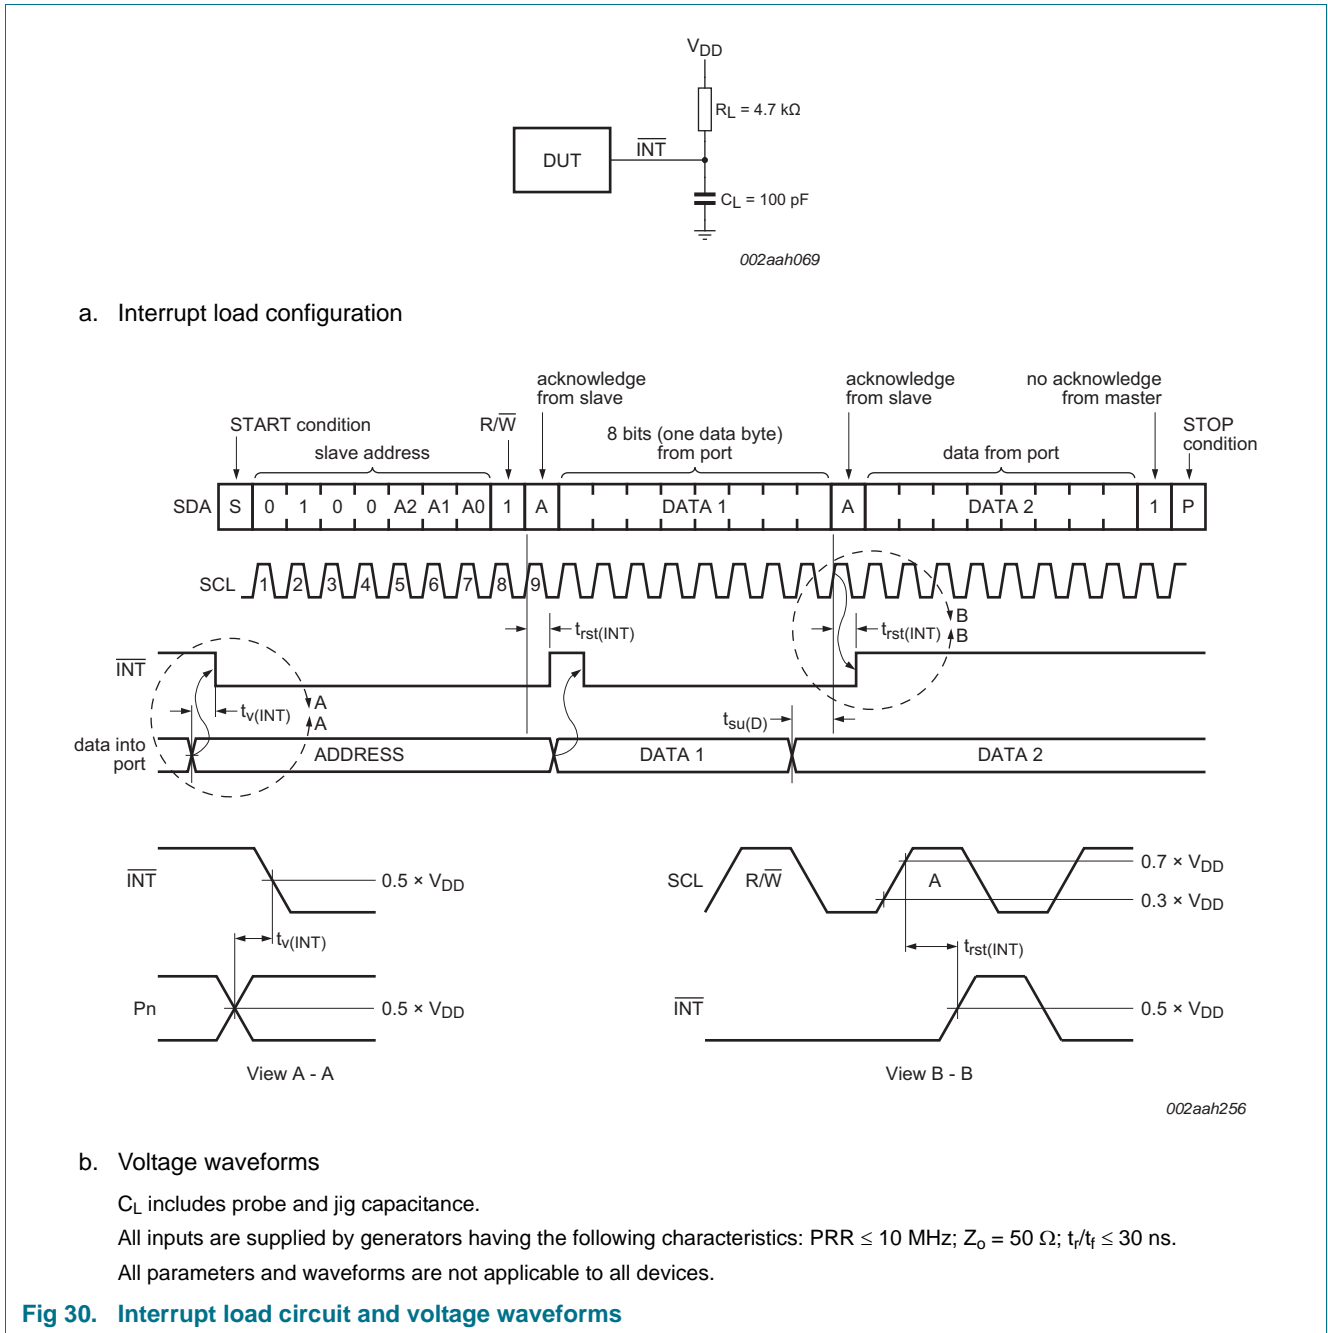 VDD
RL = 4.7 kΩ
DUT
INT
CL = 100 pF
002aah069
a. Interrupt load configuration
acknowledge
from slave
acknowledge
from slave
no acknowledge
from master
START condition
R/W
8 bits (one data byte)
from port
STOP
condition
slave address
data from port
SDA S 0 1 0 0 A2 A1 A0 1 A DATA 1 A DATA 2 1 P
SCL 1 2 3 4 5 6 7 8 9
B
B
trst(INT)
trst(INT)
INT
tv(INT)
A
A
tsu(D)
data into
port
ADDRESS
DATA 1
DATA 2
INT
0.5 × VDD
tv(INT)
Pn
0.5 × VDD
View A - A
SCL
R/W
A
0.7 × VDD
0.3 × VDD
trst(INT)
INT
0.5 × VDD
View B - B
002aah256
b. Voltage waveforms
CL includes probe and jig capacitance.
All inputs are supplied by generators having the following characteristics: PRR ≤ 10 MHz; Zo = 50 Ω; tr/tf ≤ 30 ns.
All parameters and waveforms are not applicable to all devices.
Fig 30. Interrupt load circuit and voltage waveforms